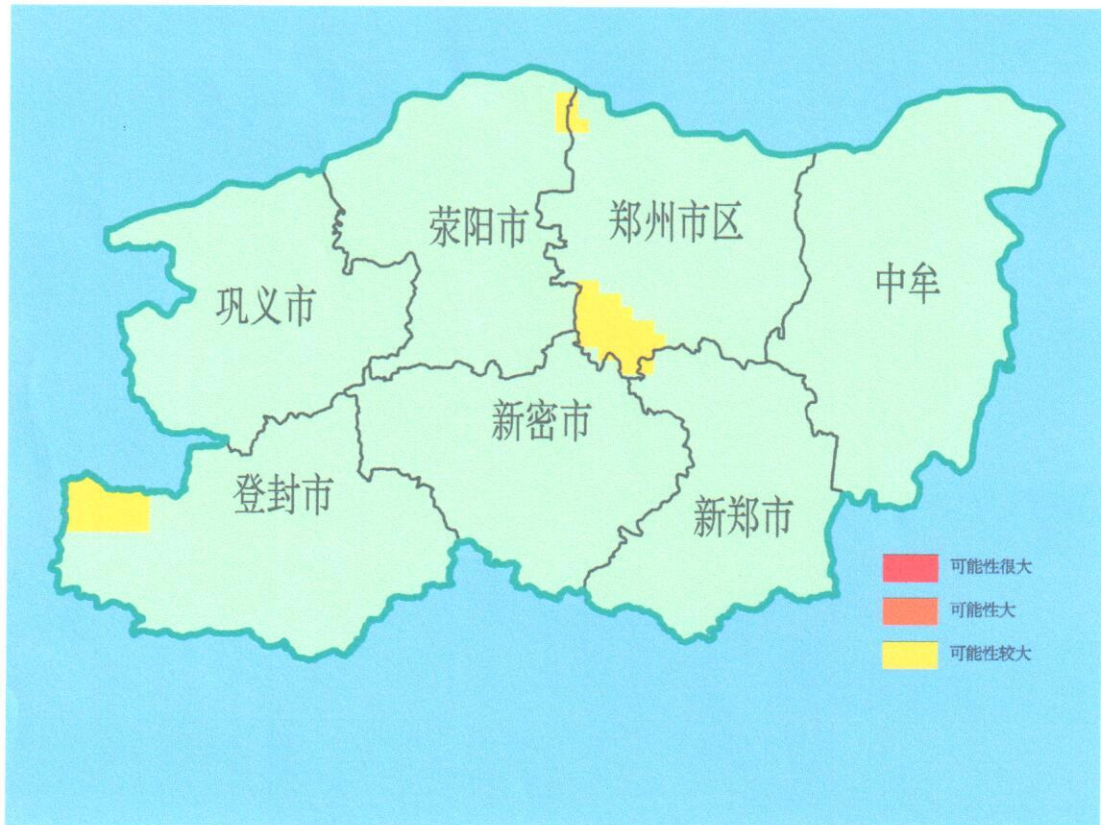 荥阳市
郑州市区
中牟
巩义市
新密市
登封市
新郑市
可能性很大
可能性大
可能性较大